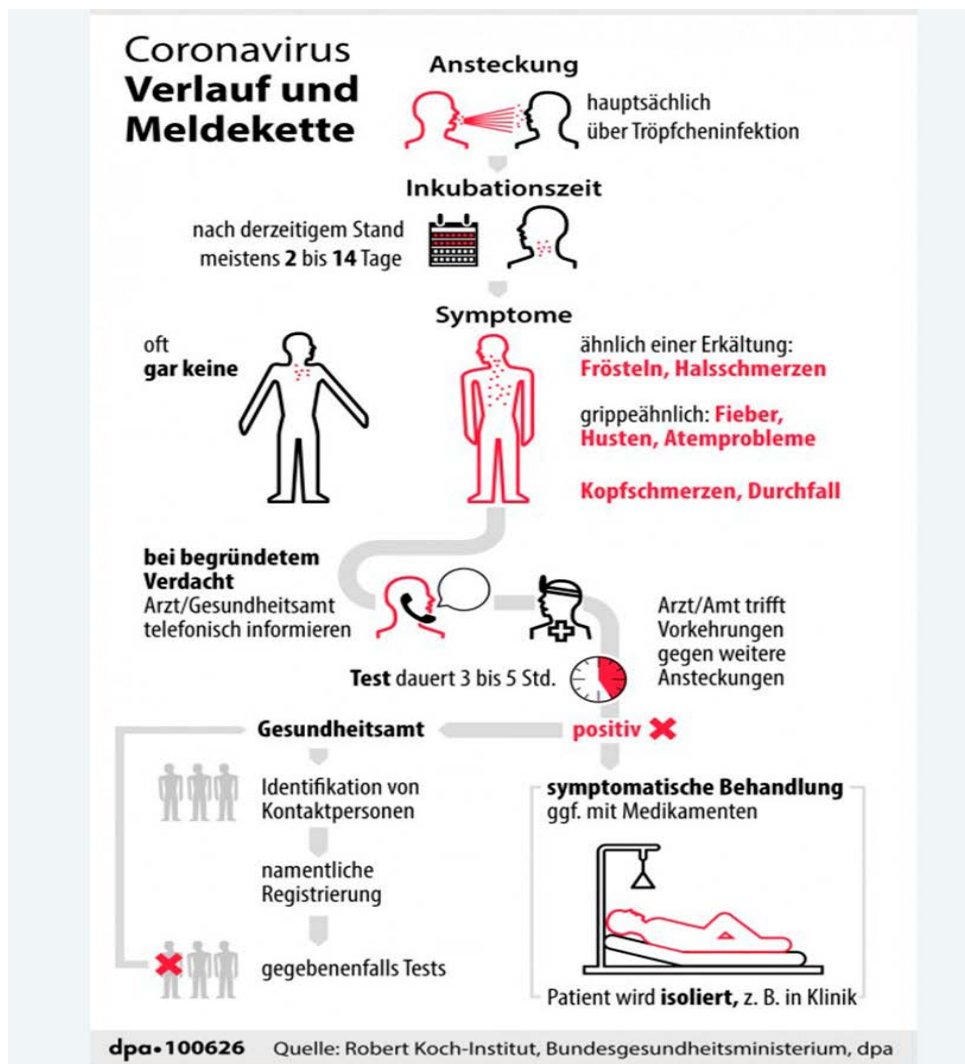 Coronavirus
Verlauf und
Meldekette
Ansteckung
hauptsächlich
über Tröpfcheninfektion
Inkubationszeit
nach derzeitigem Stand
meistens 2 bis 14 Tage
Symptome
oft
gar keine
ähnlich einer Erkältung:
Frösteln, Halsschmerzen
grippeähnlich: Fieber,
Husten, Atemprobleme
Kopfschmerzen, Durchfall
bei begründetem
Verdacht
Arzt/Gesundheitsamt
telefonisch informieren
Arzt/Amt trifft
Vorkehrungen
gegen weitere
Ansteckungen
Test dauert 3 bis 5 Std.
positiv
Gesundheitsamt
Identifikation von
Kontaktpersonen
namentliche
Registrierung
gegebenenfalls Tests
symptomatische Behandlung
ggf. mit Medikamenten
Patient wird isoliert, z. B. in Klinik
dpa•100626 Quelle: Robert Koch-Institut, Bundesgesundheitsministerium, dpa